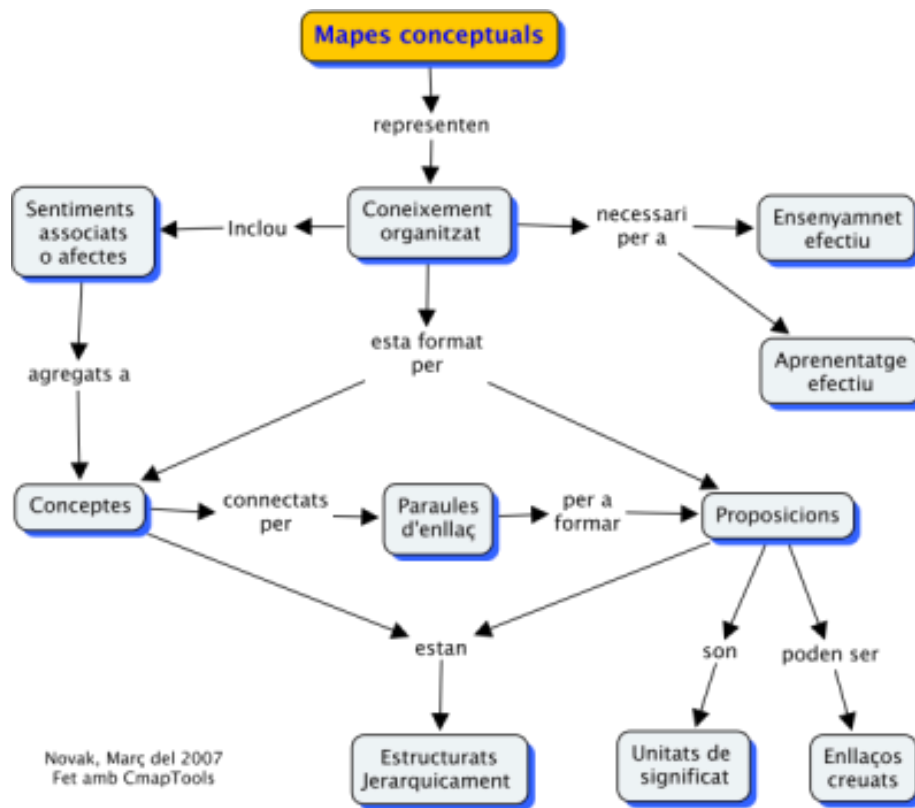 Mapes conceptuals
representen
Sentiments
associats
o afectes
Inclou
Coneixement
organitzat
necessari
per a
Ensenyamnet
efectiu
esta format
per
agregats a
Aprenentatge
efectiu
Conceptes
connectats
per
Paraules
d'enllaç
per a
formar
Proposicions
estan
son
poden ser
Novak, Març del 2007
Fet amb CmapTools
Estructurats
Jerarquicament
Unitats de
significat
Enllaços
creuats